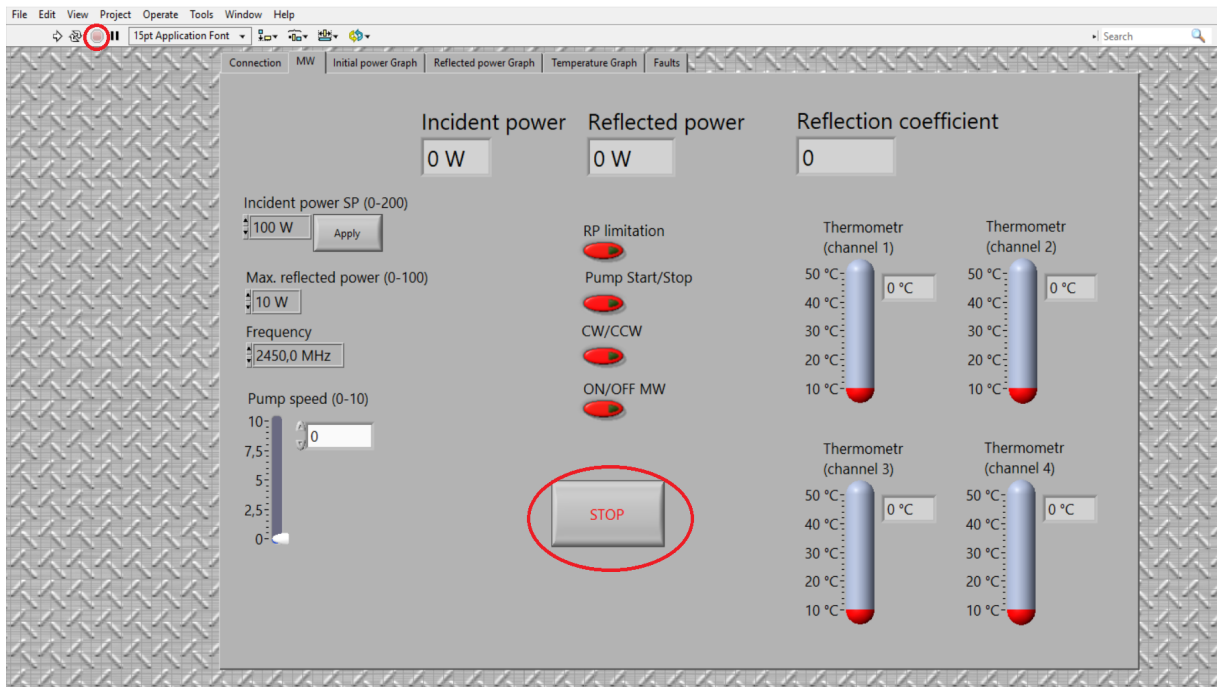 File Edit View Project Operate Tools Window Help
15pt Application Font Search
Connection MW Initial power Graph Reflected power Graph Temperature Graph Faults
Incident power Reflected power Reflection coefficient
0 W 0 W 0
Incident power SP (0-200)
100 W Apply
Max. reflected power (0-100)
10 W
Frequency
2450,0 MHz
Pump speed (0-10)
10
7,5
5
2,5
0
0
RP limitation
Pump Start/Stop
CW/CCW
ON/OFF MW
STOP
Thermometr
(channel 1)
50 °C
40 °C
30 °C
20 °C
10 °C
0 °C
Thermometr
(channel 2)
50 °C
40 °C
30 °C
20 °C
10 °C
0 °C
Thermometr
(channel 3)
50 °C
40 °C
30 °C
20 °C
10 °C
0 °C
Thermometr
(channel 4)
50 °C
40 °C
30 °C
20 °C
10 °C
0 °C